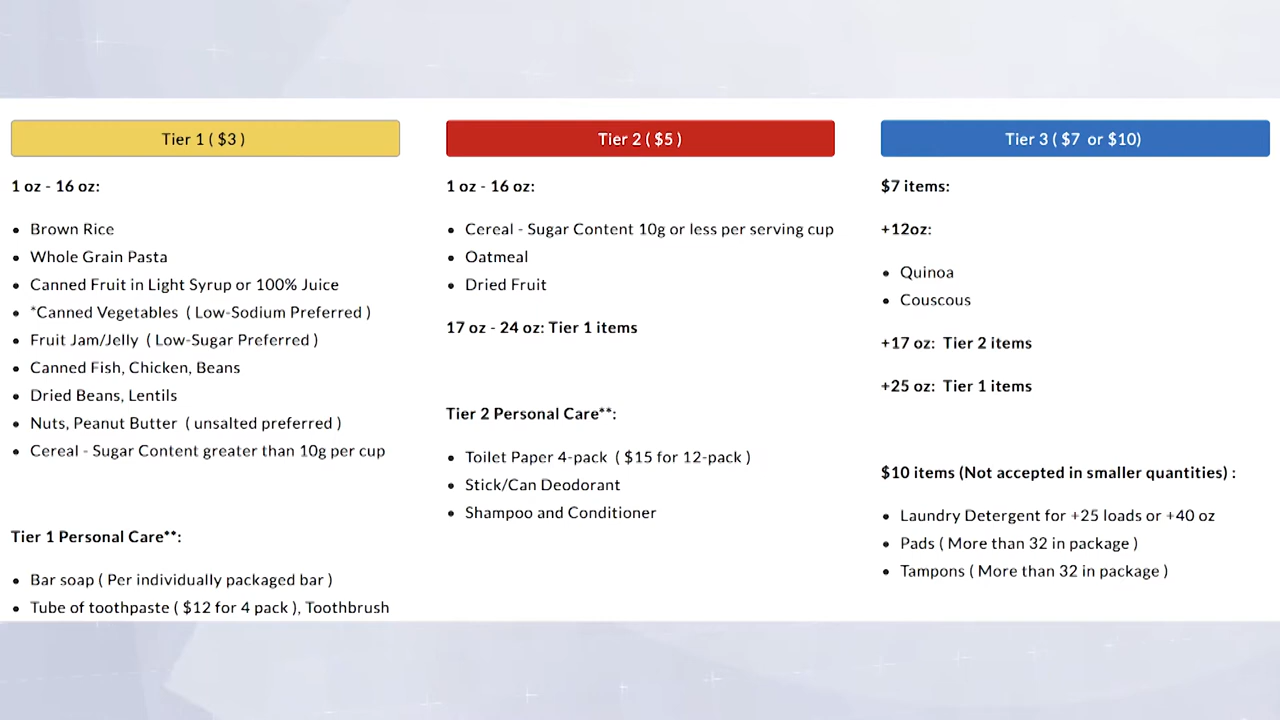 Tier 1 ( $3 )
1 oz - 16 oz:
Brown Rice
Whole Grain Pasta
Canned Fruit in Light Syrup or 100% Juice
*Canned Vegetables ( Low-Sodium Preferred )
Fruit Jam/Jelly ( Low-Sugar Preferred )
Canned Fish, Chicken, Beans
Dried Beans, Lentils
Nuts, Peanut Butter ( unsalted preferred )
Cereal - Sugar Content greater than 10g per cup
Tier 1 Personal Care**:
Bar soap ( Per individually packaged bar )
Tube of toothpaste ( $12 for 4 pack ), Toothbrush
Tier 2 ( $5 )
1 oz - 16 oz:
Cereal - Sugar Content 10g or less per serving cup
Oatmeal
Dried Fruit
17 oz - 24 oz: Tier 1 items
Tier 2 Personal Care**:
Toilet Paper 4-pack ( $15 for 12-pack )
Stick/Can Deodorant
Shampoo and Conditioner
Tier 3 ( $7 or $10)
$7 items:
+12oz:
Quinoa
Couscous
+17 oz: Tier 2 items
+25 oz: Tier 1 items
$10 items (Not accepted in smaller quantities) :
Laundry Detergent for +25 loads or +40 oz
Pads ( More than 32 in package )
Tampons ( More than 32 in package )